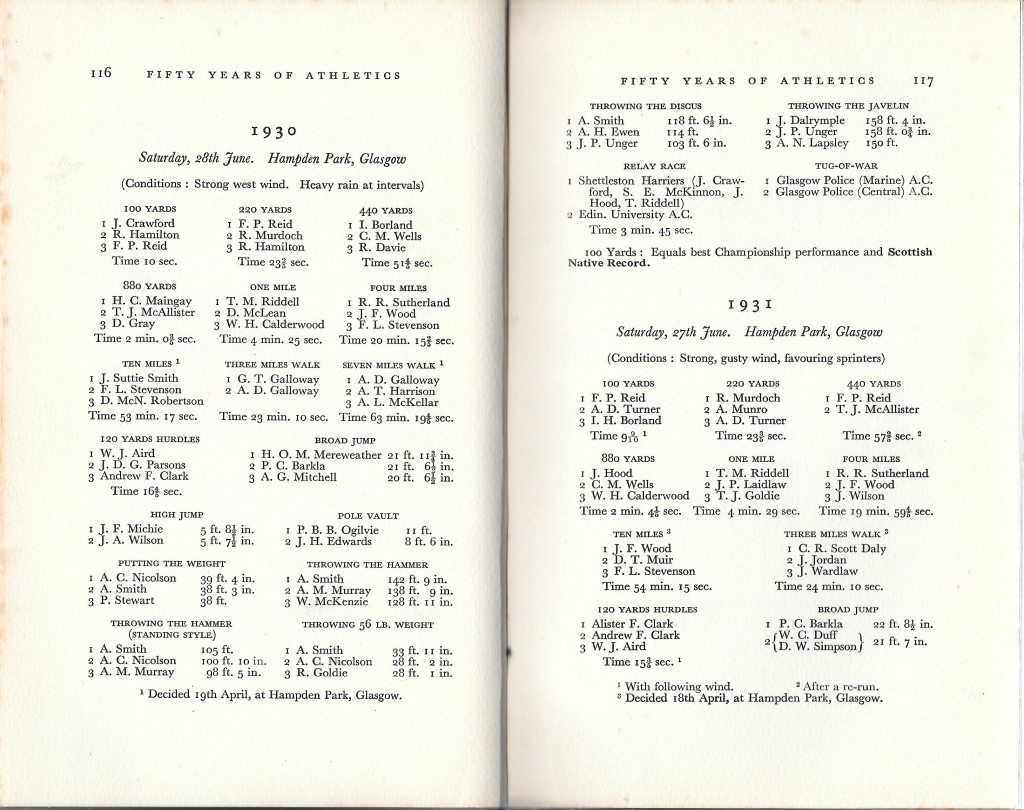 116 FIFTY YEARS OF ATHLETICS
1930
Saturday, 28th June. Hampden Park, Glasgow
(Conditions : Strong west wind. Heavy rain at intervals)
100 YARDS
1 J. Crawford
2 R. Hamilton
3 F. P. Reid
Time 10 sec.
220 YARDS
1 F. P. Reid
2 R. Murdoch
3 R. Hamilton
Time 23⅖ sec.
440 YARDS
1 I. Borland
2 C. M. Wells
3 R. Davie
Time 51⅘ sec.
880 YARDS
1 H. C. Maingay
2 T. J. McAllister
3 D. Gray
Time 2 min. 0⅗ sec.
ONE MILE
1 T. M. Riddell
2 D. McLean
3 W. H. Calderwood
Time 4 min. 25 sec.
FOUR MILES
1 R. R. Sutherland
2 J. F. Wood
3 F. L. Stevenson
Time 20 min. 15⅗ sec.
TEN MILES ¹
1 J. Suttie Smith
2 F. L. Stevenson
3 D. McN. Robertson
Time 53 min. 17 sec.
THREE MILES WALK
1 G. T. Galloway
2 A. D. Galloway
Time 23 min. 10 sec.
SEVEN MILES WALK ¹
1 A. D. Galloway
2 A. T. Harrison
3 A. L. McKellar
Time 63 min. 19⅘ sec.
120 YARDS HURDLES
1 W. J. Aird
2 J. D. G. Parsons
3 Andrew F. Clark
Time 16⅘ sec.
BROAD JUMP
1 H. O. M. Mereweather 21 ft. 11¾ in.
2 P. C. Barkla 21 ft. 6½ in.
3 A. G. Mitchell 20 ft. 6½ in.
HIGH JUMP
1 J. F. Michie 5 ft. 8½ in.
2 J. A. Wilson 5 ft. 7½ in.
POLE VAULT
1 P. B. B. Ogilvie 11 ft.
2 J. H. Edwards 8 ft. 6 in.
PUTTING THE WEIGHT
1 A. C. Nicolson 39 ft. 4 in.
2 A. Smith 38 ft. 3 in.
3 P. Stewart 38 ft.
THROWING THE HAMMER
1 A. Smith 142 ft. 9 in.
2 A. M. Murray 138 ft. 9 in.
3 W. McKenzie 128 ft. 11 in.
THROWING THE HAMMER
(STANDING STYLE)
1 A. Smith 105 ft.
2 A. C. Nicolson 100 ft. 10 in.
3 A. M. Murray 98 ft. 5 in.
THROWING 56 LB. WEIGHT
1 A. Smith 33 ft. 11 in.
2 A. C. Nicolson 28 ft. 2 in.
3 R. Goldie 28 ft. 1 in.
¹ Decided 19th April, at Hampden Park, Glasgow.
FIFTY YEARS OF ATHLETICS 117
THROWING THE DISCUS
1 A. Smith 118 ft. 6½ in.
2 A. H. Ewen 114 ft.
3 J. P. Unger 103 ft. 6 in.
THROWING THE JAVELIN
1 J. Dalrymple 158 ft. 4 in.
2 J. P. Unger 158 ft. 0¾ in.
3 A. N. Lapsley 150 ft.
RELAY RACE
1 Shettleston Harriers (J. Craw-
ford, S. E. McKinnon, J.
Hood, T. Riddell)
2 Edin. University A.C.
Time 3 min. 45 sec.
TUG-OF-WAR
1 Glasgow Police (Marine) A.C.
2 Glasgow Police (Central) A.C.
100 Yards : Equals best Championship performance and Scottish
Native Record.
1931
Saturday, 27th June. Hampden Park, Glasgow
(Conditions : Strong, gusty wind, favouring sprinters)
100 YARDS
1 F. P. Reid
2 A. D. Turner
3 I. H. Borland
Time 9 9/10 ¹
220 YARDS
1 R. Murdoch
2 A. Munro
3 A. D. Turner
Time 23⅗ sec.
440 YARDS
1 F. P. Reid
2 T. J. McAllister
Time 57⅗ sec. ²
880 YARDS
1 J. Hood
2 C. M. Wells
3 W. H. Calderwood
Time 2 min. 4⅕ sec.
ONE MILE
1 T. M. Riddell
2 J. P. Laidlaw
3 T. J. Goldie
Time 4 min. 29 sec.
FOUR MILES
1 R. R. Sutherland
2 J. F. Wood
3 J. Wilson
Time 19 min. 59⅘ sec.
TEN MILES ³
1 J. F. Wood
2 D. T. Muir
3 F. L. Stevenson
Time 54 min. 15 sec.
THREE MILES WALK ³
1 C. R. Scott Daly
2 J. Jordan
3 J. Wardlaw
Time 24 min. 10 sec.
120 YARDS HURDLES
1 Alister F. Clark
2 Andrew F. Clark
3 W. J. Aird
Time 15⅗ sec. ¹
BROAD JUMP
1 P. C. Barkla 22 ft. 8½ in.
2 {W. C. Duff
D. W. Simpson} 21 ft. 7 in.
¹ With following wind. ² After a re-run.
³ Decided 18th April, at Hampden Park, Glasgow.